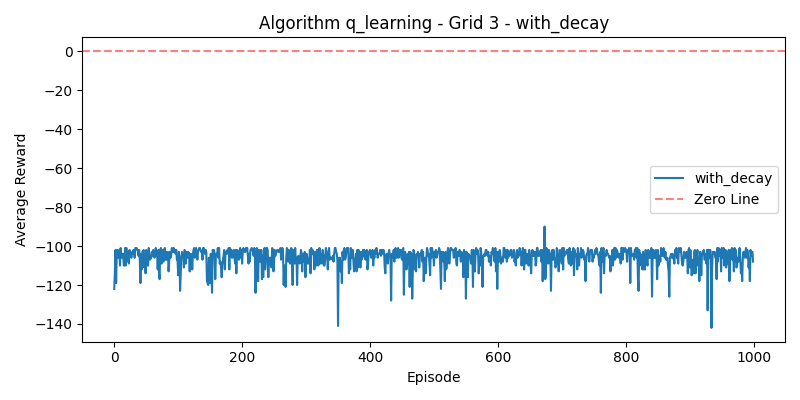 Algorithm q_learning - Grid 3 - with_decay
Average Reward
0
−20
−40
−60
−80
−100
−120
−140
with_decay
Zero Line
0
200
400
600
800
1000
Episode